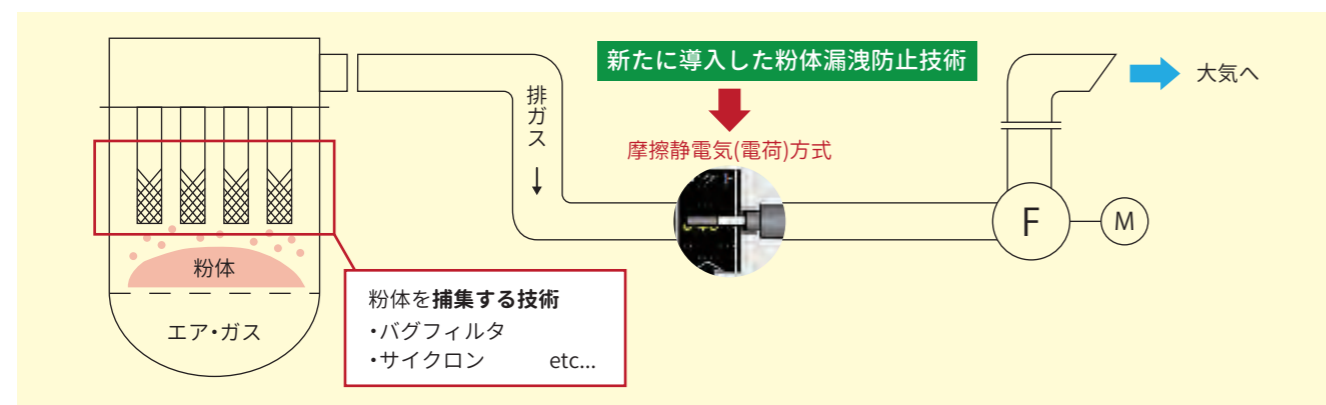 新たに導入した粉体漏洩防止技術
摩擦静電気(電荷)方式
大気へ
排ガス
F
M
粉体
エア・ガス
粉体を捕集する技術
・バグフィルタ
・サイクロン etc...